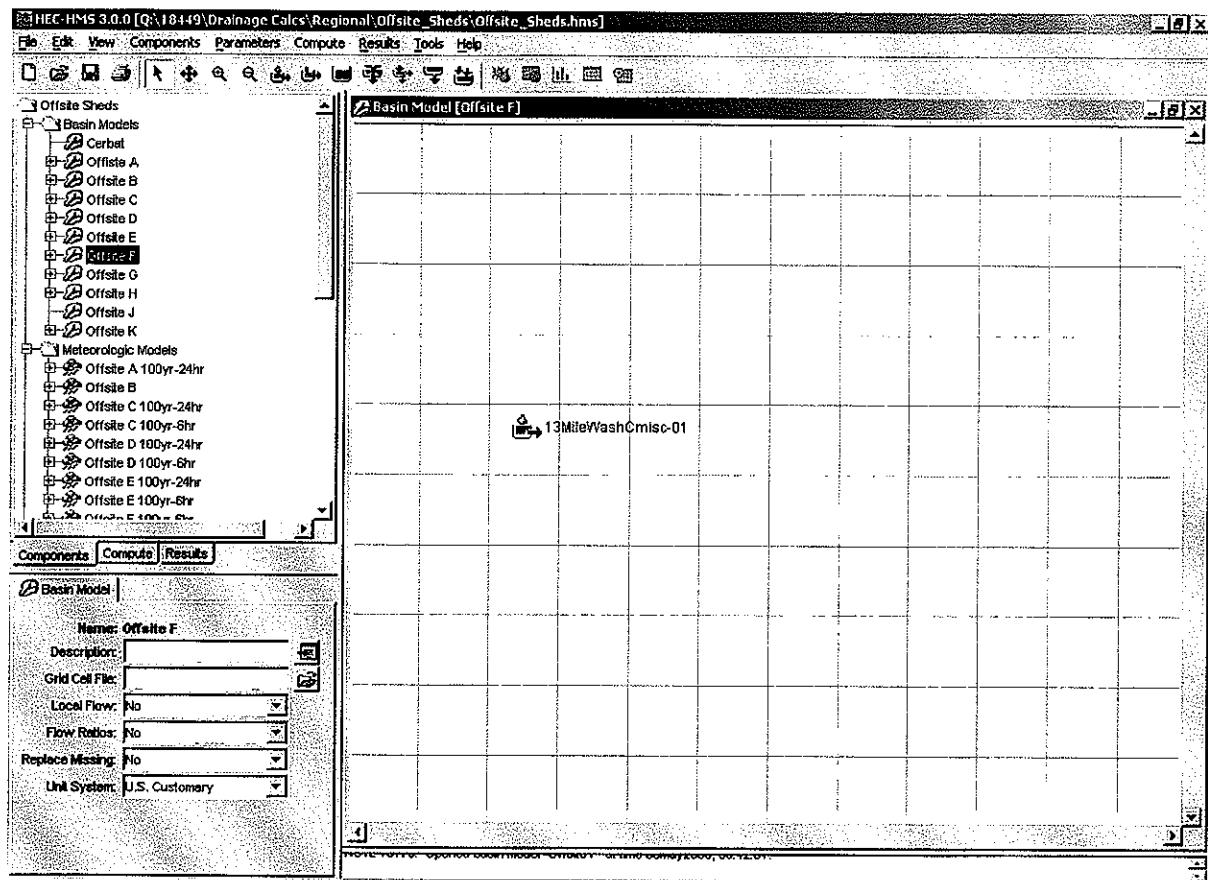 HEC-HMS 3.0.0 [Q:\18449\Drainage Calcs\Regional\Offsite_Sheds\Offsite_Sheds.hms]
File Edit View Components Parameters Compute Results Tools Help
Offsite Sheds
Basin Models
Cerbat
Offiste A
Offsite B
Offsite C
Offsite D
Offsite E
Offsite F
Offsite G
Offsite H
Offsite J
Offsite K
Meteorologic Models
Offsite A 100yr-24hr
Offsite B
Offsite C 100yr-24hr
Offsite C 100yr-6hr
Offsite D 100yr-24hr
Offsite D 100yr-6hr
Offsite E 100yr-24hr
Offsite E 100yr-6hr
Offsite F 100yr-6hr
Components Compute Results
Basin Model
Name: Offsite F
Description:
Grid Cell File:
Local Flow: No
Flow Ratios: No
Replace Missing: No
Unit System: U.S. Customary
Basin Model [Offsite F]
13MileWashCmisc-01